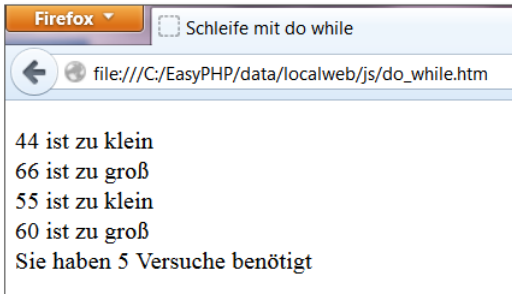 Firefox
Schleife mit do while
file:///C:/EasyPHP/data/localweb/js/do_while.htm
44 ist zu klein
66 ist zu groß
55 ist zu klein
60 ist zu groß
Sie haben 5 Versuche benötigt